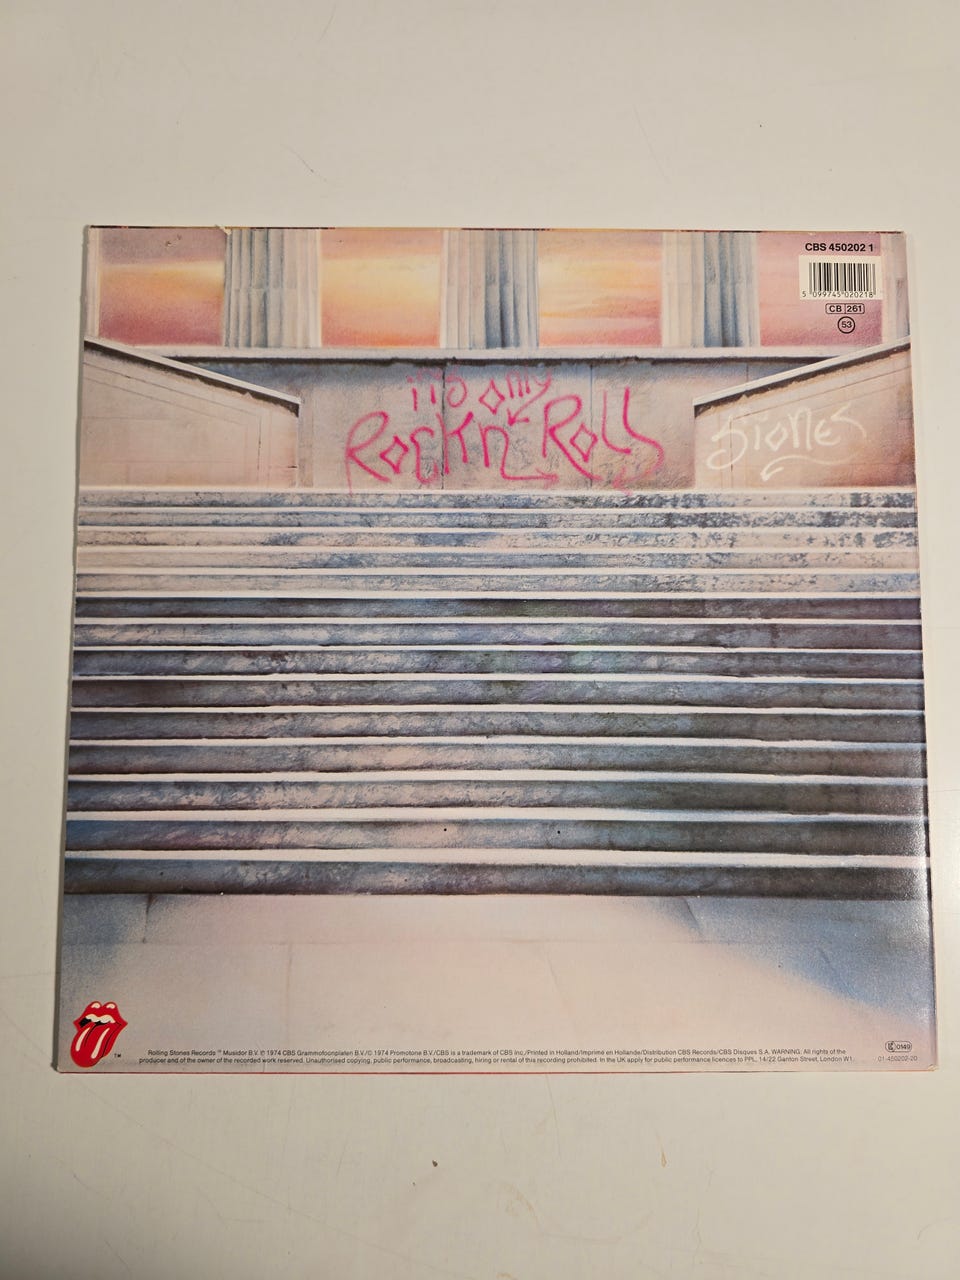 CBS 450202 1
5 099745 020218
CB 261
53
it's only
Rock'n Roll
Stones
TM
Rolling Stones Records ™ Musidor B.V. ℗ 1974 CBS Grammofoonplaten B.V./© 1974 Promotone B.V./CBS is a trademark of CBS Inc./Printed in Holland/Imprimé en Hollande/Distribution CBS Records/CBS Disques S.A. WARNING: All rights of the
producer and of the owner of the recorded work reserved. Unauthorised copying, public performance, broadcasting, hiring or rental of this recording prohibited. In the UK apply for public performance licences to PPL, 14/22 Ganton Street, London W1.
0149
01-450202-20